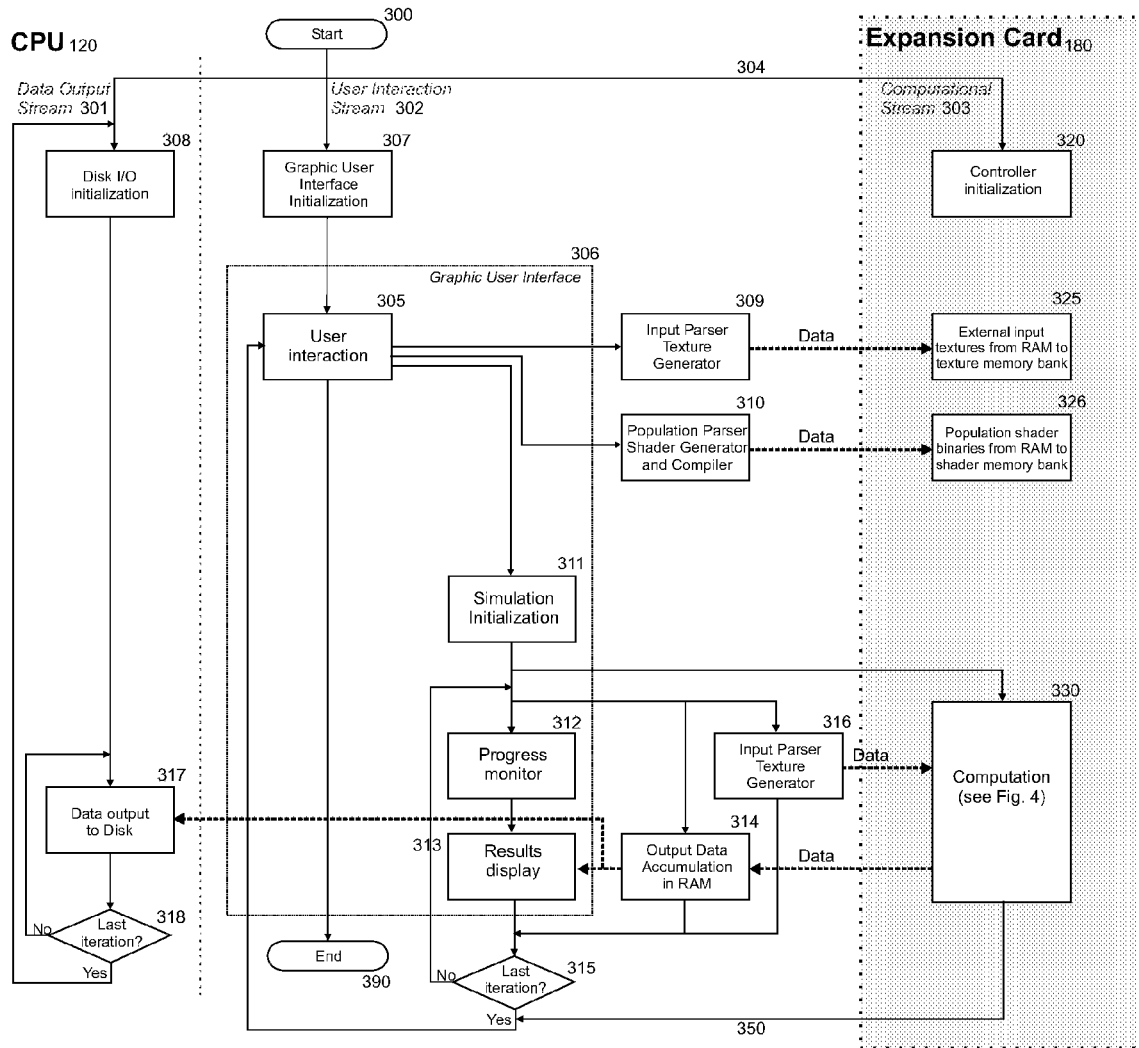 300
Start
CPU 120
Expansion Card 180
304
Data Output
Stream 301
User Interaction
Stream 302
Computational
Stream 303
308
Disk I/O
initialization
307
Graphic User
Interface
Initialization
320
Controller
initialization
306
Graphic User Interface
305
User
interaction
309
Input Parser
Texture
Generator
Data
325
External input
textures from RAM to
texture memory bank
310
Population Parser
Shader Generator
and Compiler
Data
326
Population shader
binaries from RAM to
shader memory bank
311
Simulation
Initialization
312
Progress
monitor
316
Input Parser
Texture
Generator
Data
330
Computation
(see Fig. 4)
317
Data output
to Disk
313
Results
display
314
Output Data
Accumulation
in RAM
Data
318
Last
iteration?
No
Yes
End
390
315
Last
iteration?
No
Yes
350